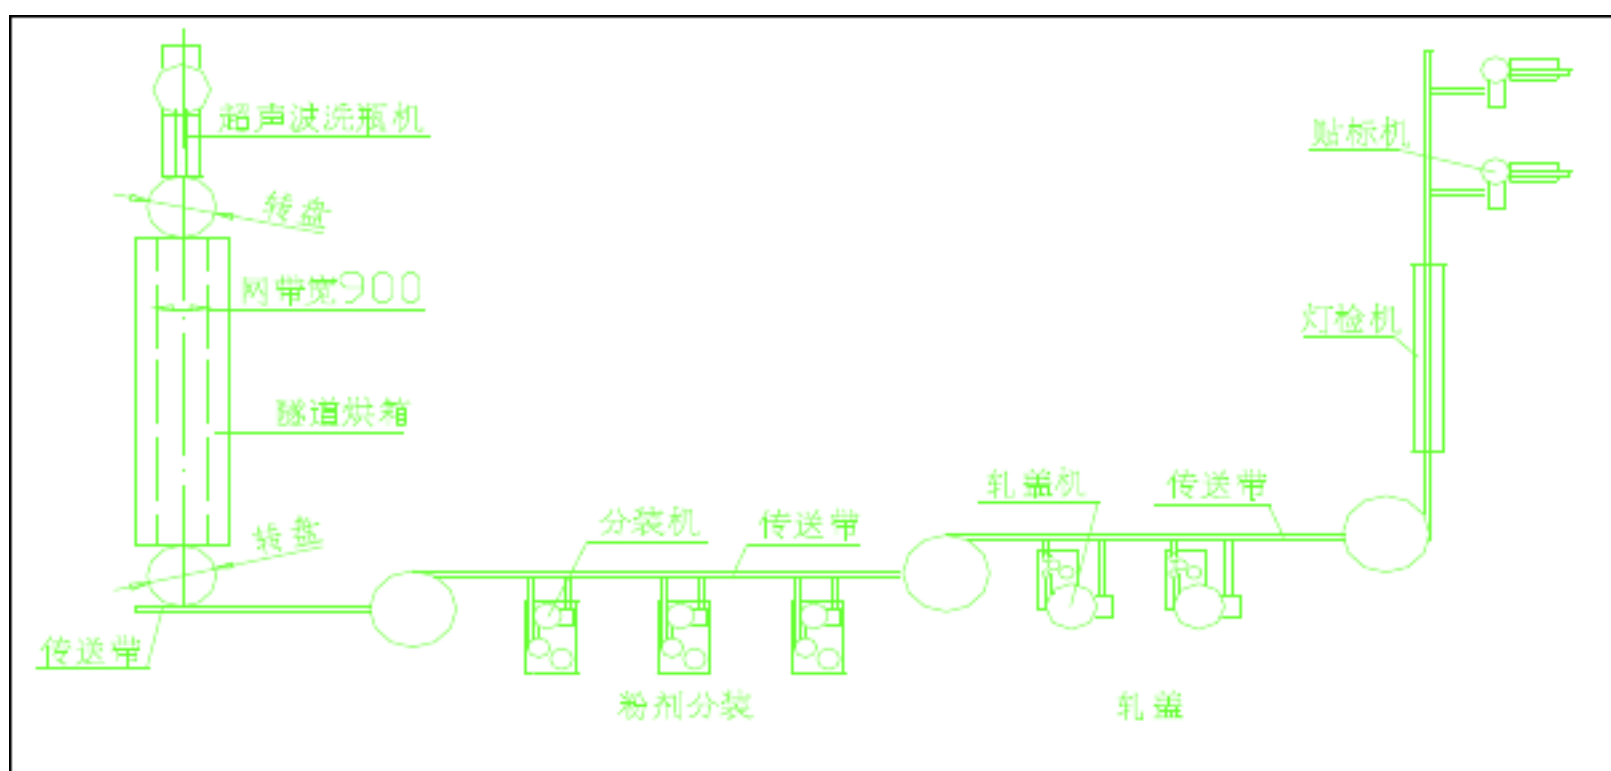 超声波洗瓶机
转盘
网带宽900
隧道烘箱
转盘
传送带
分装机
传送带
粉剂分装
轧盖机
传送带
轧盖
贴标机
灯检机